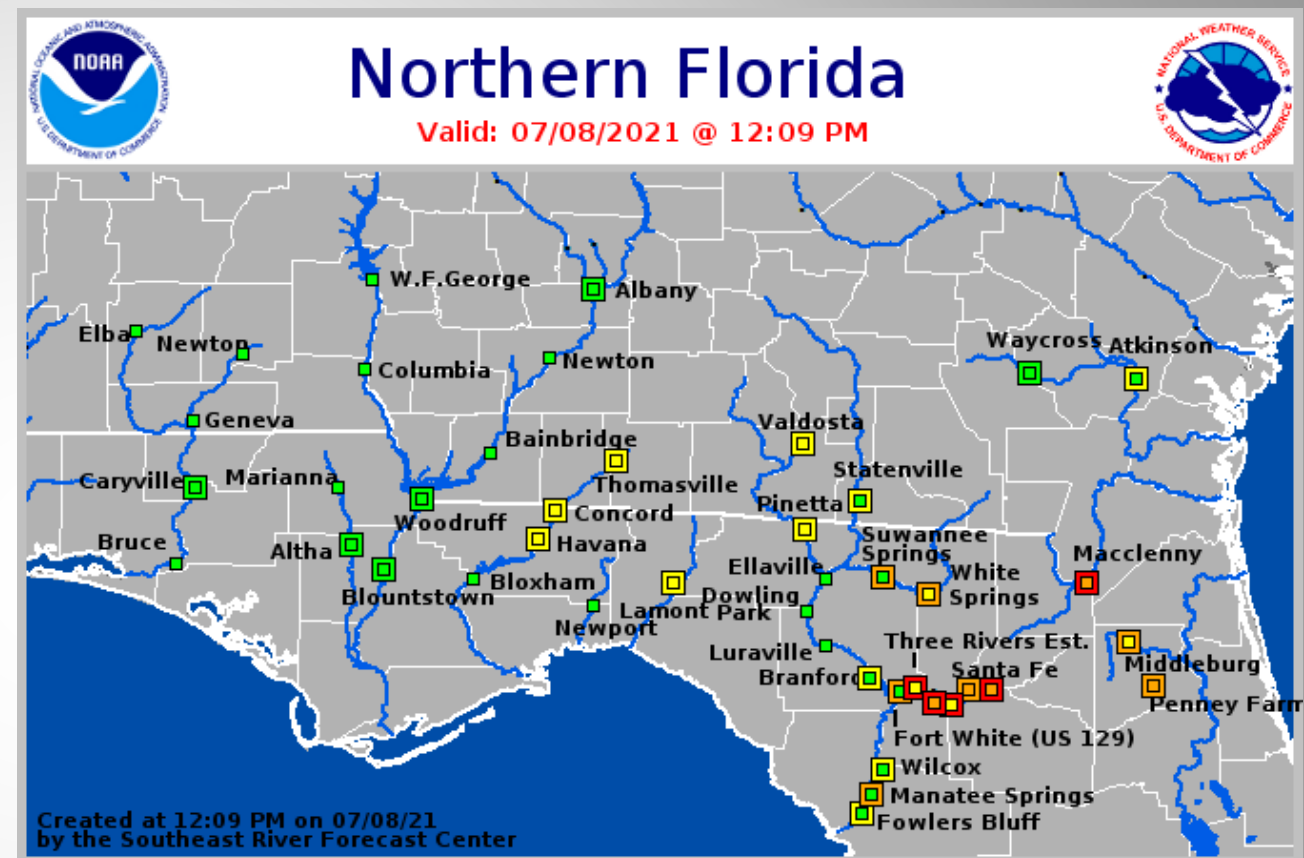 NATIONAL OCEANIC AND ATMOSPHERIC ADMINISTRATION
NOAA
U.S. DEPARTMENT OF COMMERCE
Northern Florida
Valid: 07/08/2021 @ 12:09 PM
NATIONAL WEATHER SERVICE
U.S. DEPARTMENT OF COMMERCE
W.F.George
Albany
Elba
Newton
Columbia
Newton
Waycross
Atkinson
Geneva
Bainbridge
Valdosta
Caryville
Marianna
Thomasville
Statenville
Woodruff
Concord
Pinetta
Bruce
Altha
Havana
Suwannee
Springs
Macclenny
Ellaville
White
Springs
Blountstown
Bloxham
Lamont
Dowling
Park
Newport
Three Rivers Est.
Luraville
Santa Fe
Middleburg
Branford
Penney Farm
Fort White (US 129)
Wilcox
Manatee Springs
Fowlers Bluff
Created at 12:09 PM on 07/08/21
by the Southeast River Forecast Center